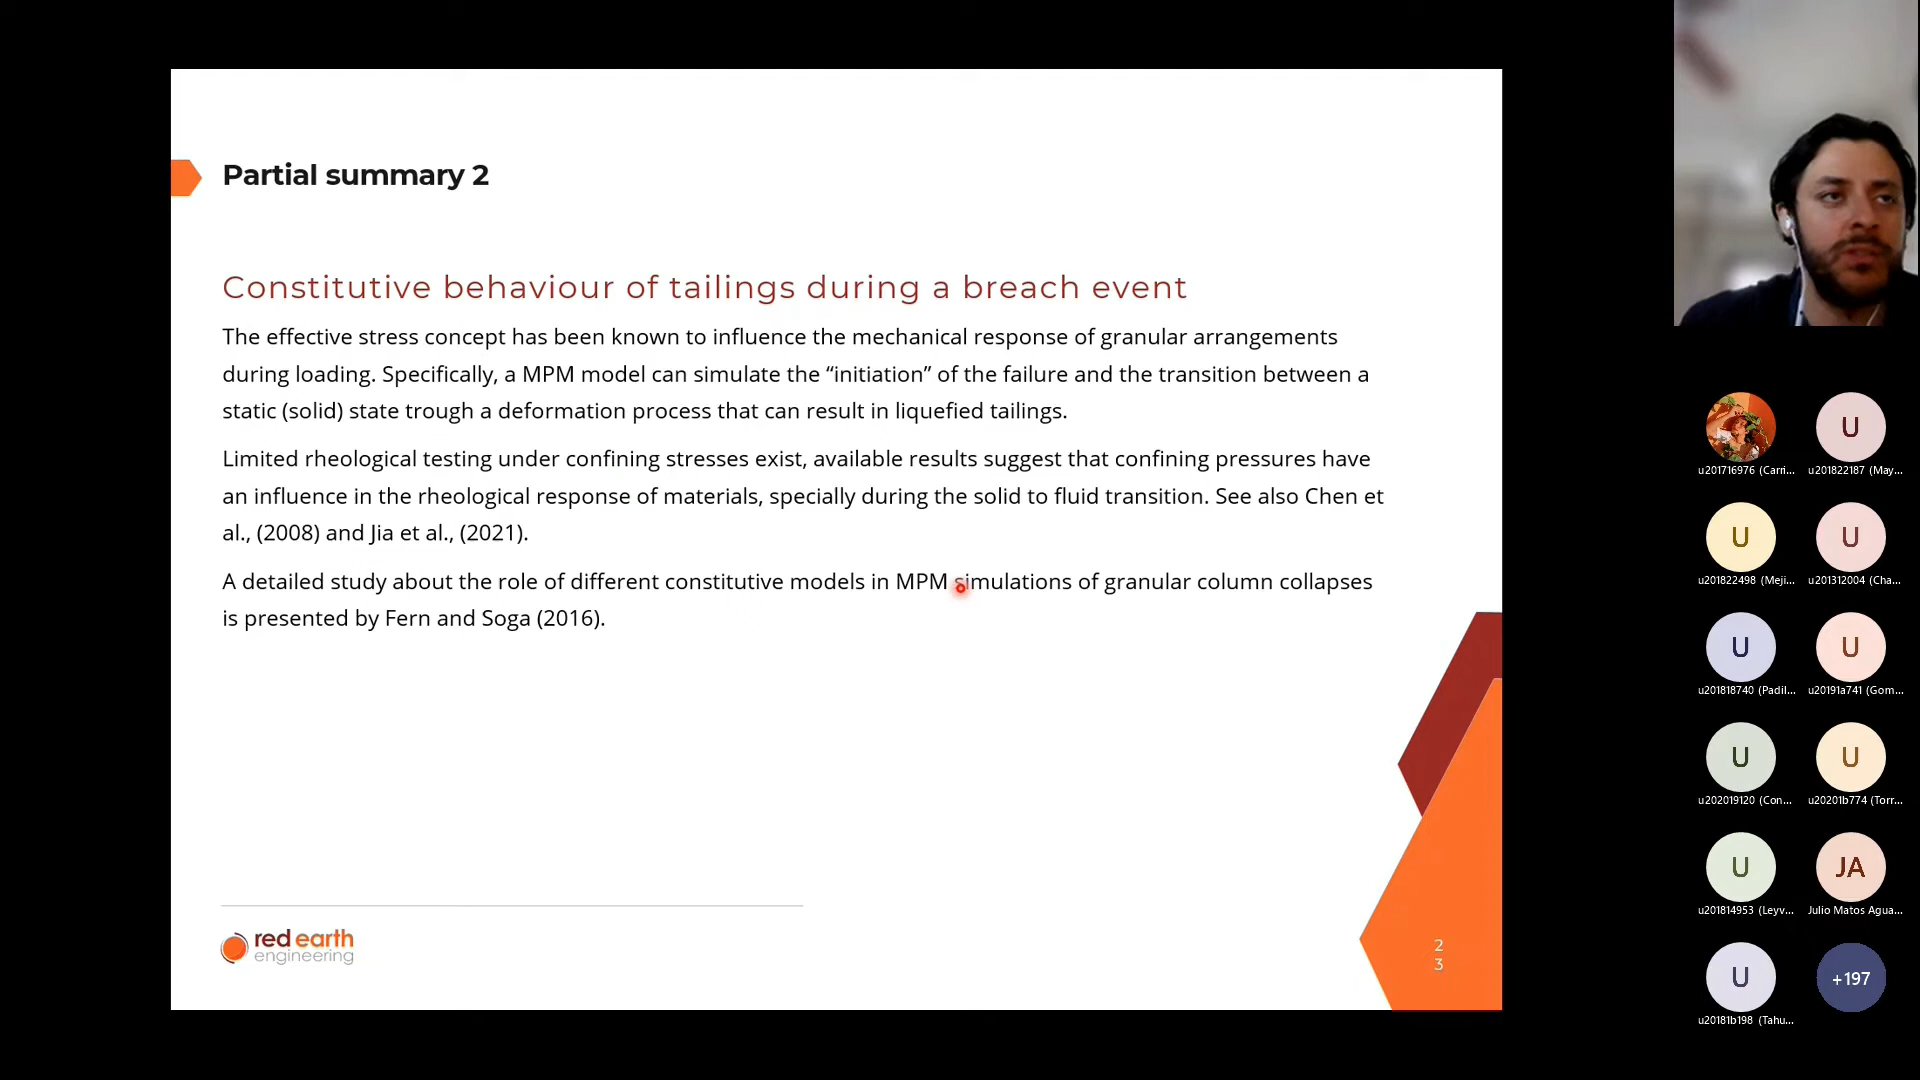 Partial summary 2
Constitutive behaviour of tailings during a breach event
The effective stress concept has been known to influence the mechanical response of granular arrangements
during loading. Specifically, a MPM model can simulate the “initiation” of the failure and the transition between a
static (solid) state trough a deformation process that can result in liquefied tailings.
Limited rheological testing under confining stresses exist, available results suggest that confining pressures have
an influence in the rheological response of materials, specially during the solid to fluid transition. See also Chen et
al., (2008) and Jia et al., (2021).
A detailed study about the role of different constitutive models in MPM simulations of granular column collapses
is presented by Fern and Soga (2016).
red earth
engineering
2
3
U
u201716976 (Carri...
u201822187 (May...
U
U
u201822498 (Meji...
u201312004 (Cha...
U
U
u201818740 (Padil...
u20191a741 (Gom...
U
U
u202019120 (Con...
u20201b774 (Torr...
U
JA
u201814953 (Leyv...
Julio Matos Agua...
U
+197
u20181b198 (Tahu...